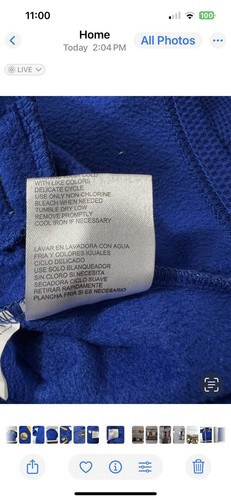 11:00
100
Home
Today 2:04 PM
All Photos
LIVE
COLD
WITH LIKE COLORS
DELICATE CYCLE
USE ONLY NON-CHLORINE
BLEACH WHEN NEEDED
TUMBLE DRY LOW
REMOVE PROMPTLY
COOL IRON IF NECESSARY
LAVAR EN LAVADORA CON AGUA
FRIA Y COLORES IGUALES
CICLO DELICADO
USE SOLO BLANQUEADOR
SIN CLORO SI NECESITA
SECADORA CICLO SUAVE
RETIRAR RAPIDAMENTE
PLANCHA FRIA SI ES NECESARIO